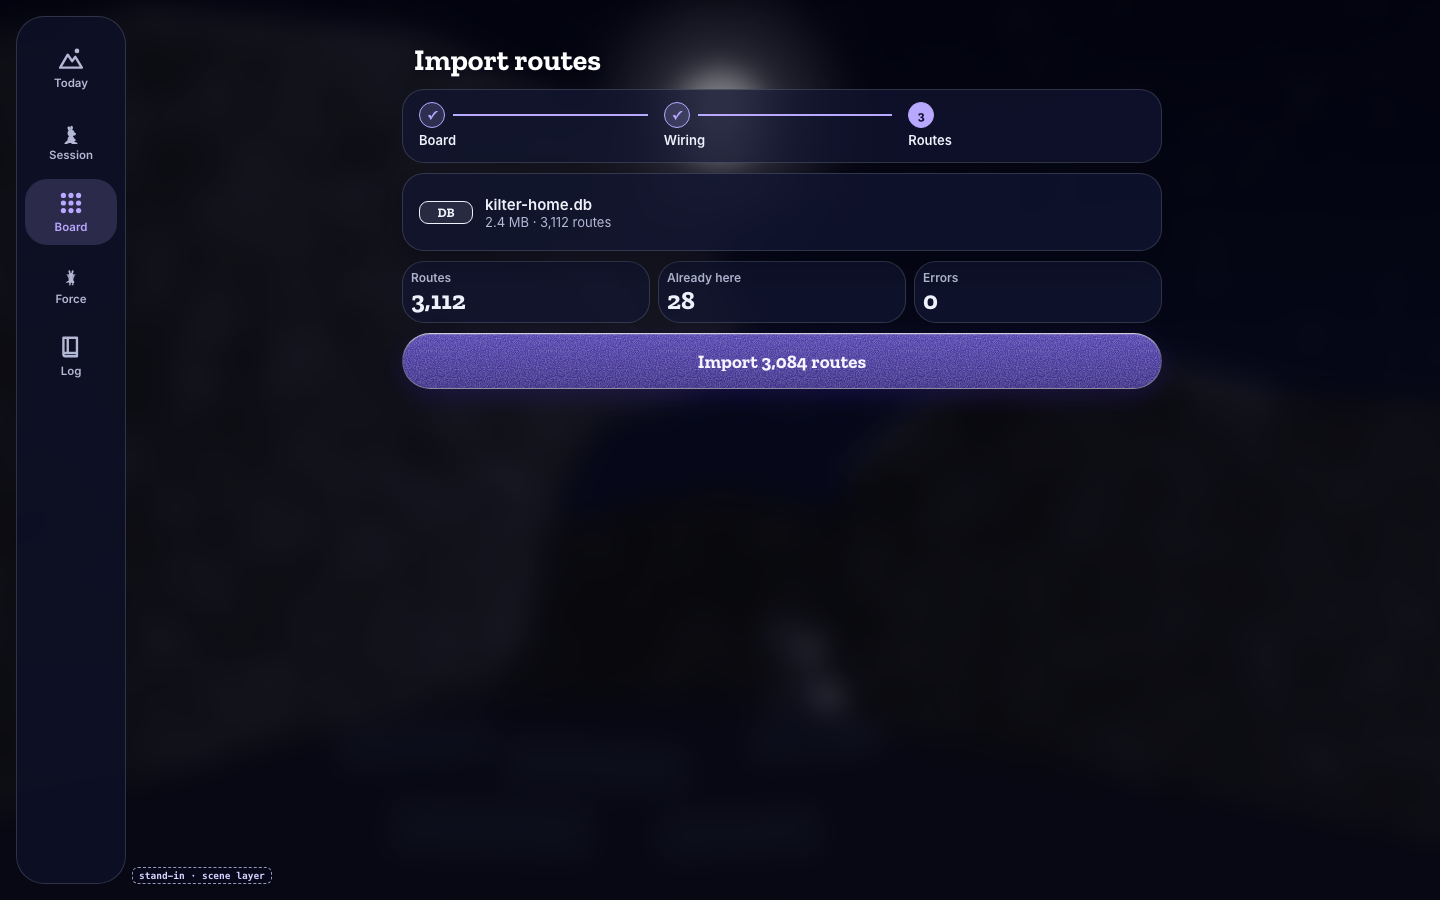 Import routes
Today
Session
Board
Force
Log
✓
✓
3
Board
Wiring
Routes
DB
kilter-home.db
2.4 MB · 3,112 routes
Routes
3,112
Already here
28
Errors
0
Import 3,084 routes
stand-in · scene layer